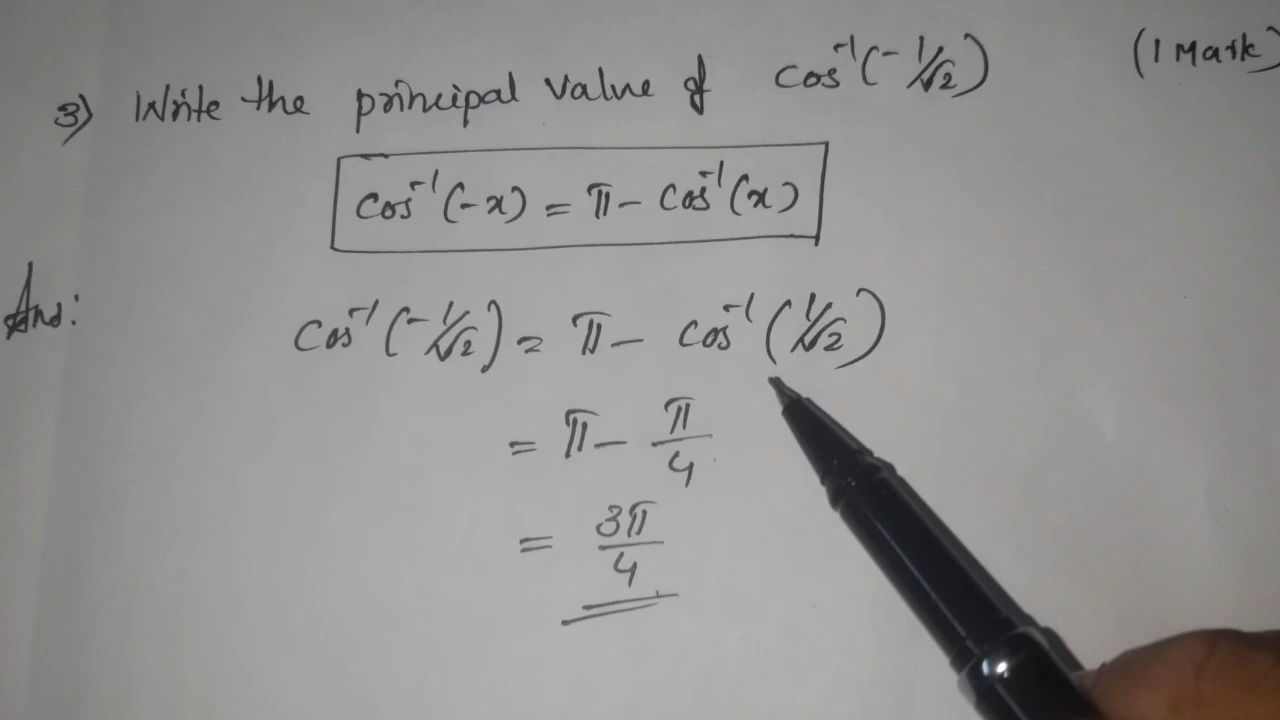 3) Write the principal value of cos⁻¹(-1/√2) (1 Mark)
cos⁻¹(-x) = π - cos⁻¹(x)
Ans:
cos⁻¹(-1/√2) = π - cos⁻¹(1/√2)
= π - π/4
= 3π/4